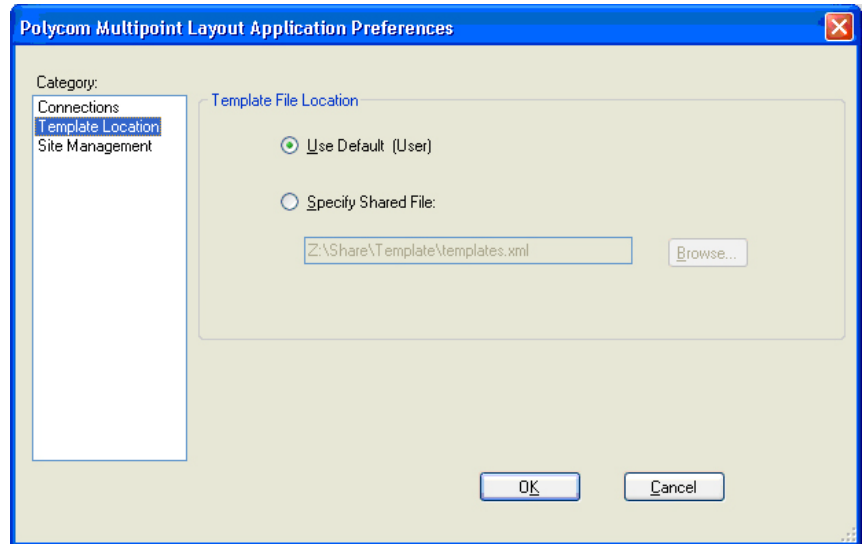 Polycom Multipoint Layout Application Preferences
Category:
Connections
Template Location
Site Management
Template File Location
Use Default (User)
Specify Shared File:
Z:\Share\Template\templates.xml
Browse...
OK
Cancel